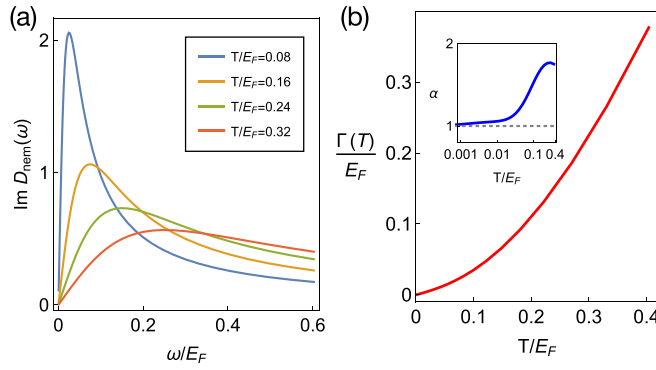 (a)
2
1
0
Im D_nem(ω)
T/E_F=0.08
T/E_F=0.16
T/E_F=0.24
T/E_F=0.32
0 0.2 0.4 0.6
ω/E_F
(b)
Γ(T)
E_F
0.3
0.2
0.1
0
0 0.1 0.2 0.3 0.4
T/E_F
2
α
1
0.001 0.01 0.1 0.4
T/E_F